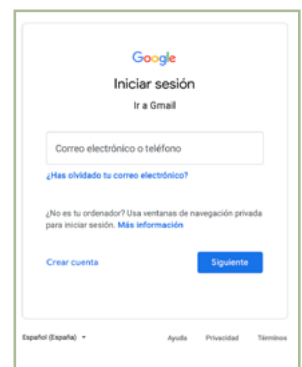 Google
Iniciar sesión
Ir a Gmail
Correo electrónico o teléfono
¿Has olvidado tu correo electrónico?
¿No es tu ordenador? Usa ventanas de navegación privada
para iniciar sesión. Más información
Crear cuenta
Siguiente
Español (España)
Ayuda
Privacidad
Términos